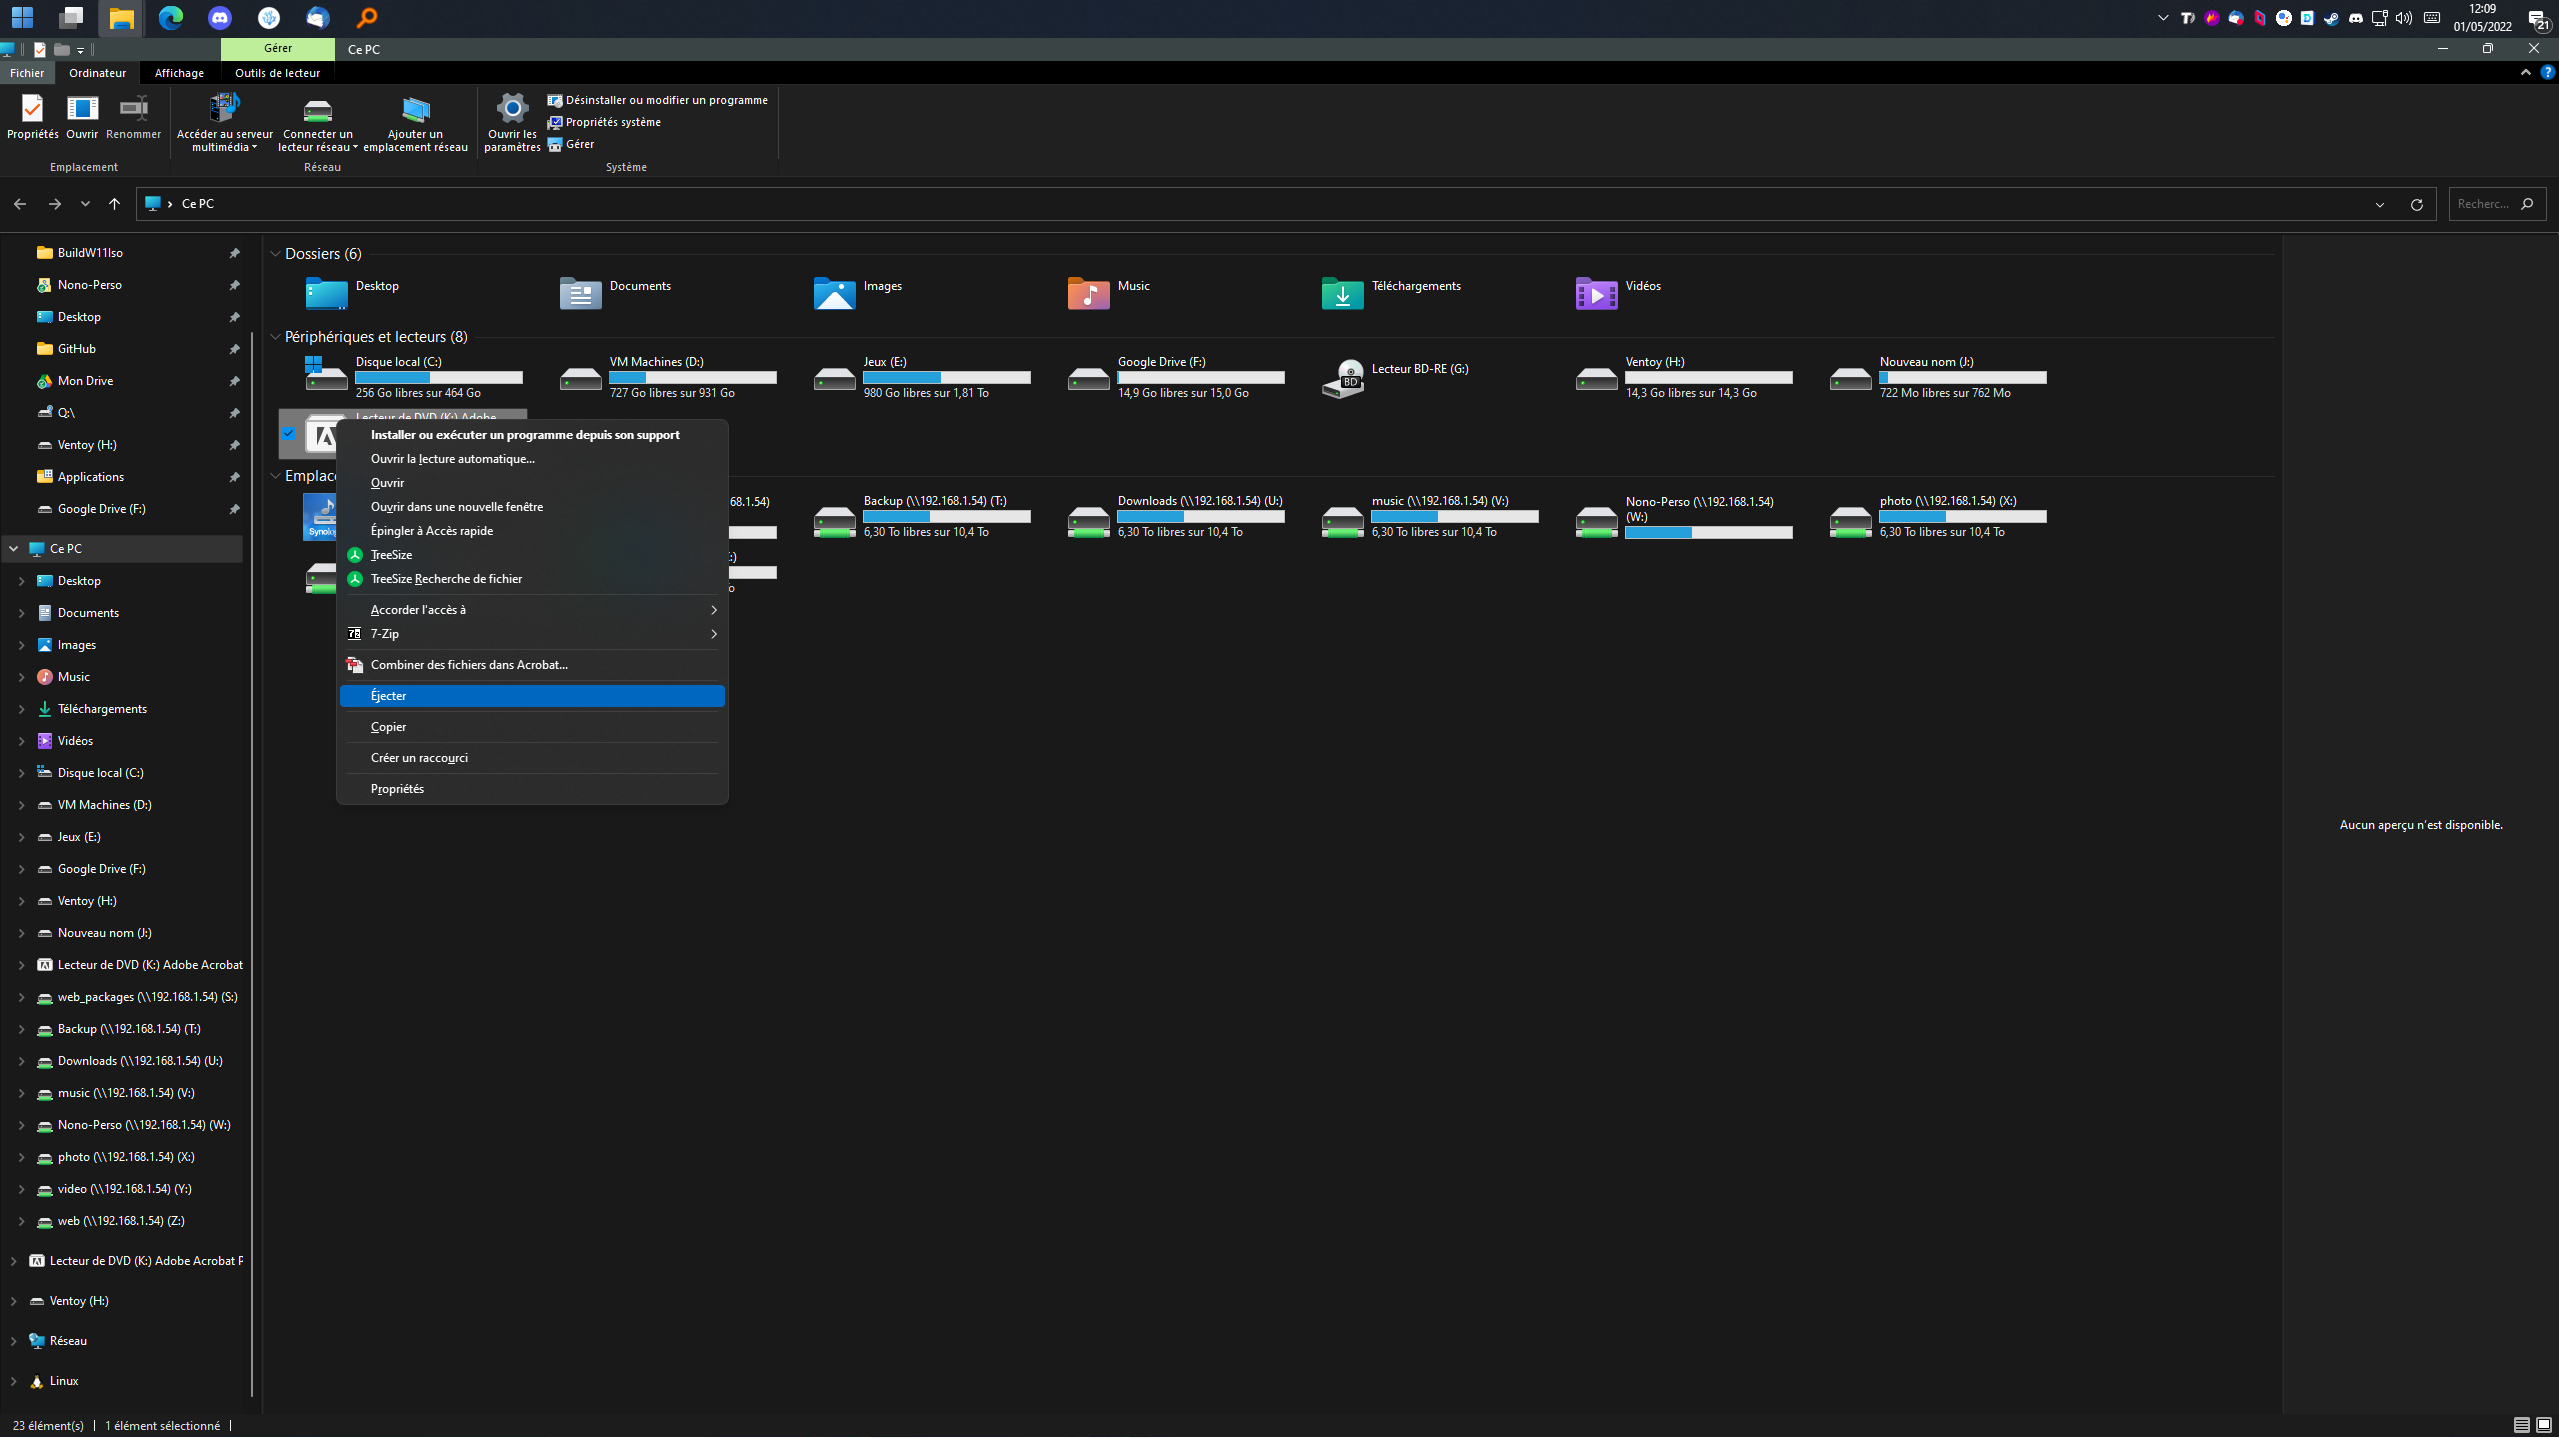 12:09
01/05/2022
21
Gérer
Ce PC
Fichier
Ordinateur
Affichage
Outils de lecteur
Propriétés
Ouvrir
Renommer
Accéder au serveur
multimédia
Connecter un
lecteur réseau
Ajouter un
emplacement réseau
Ouvrir les
paramètres
Désinstaller ou modifier un programme
Propriétés système
Gérer
Emplacement
Réseau
Système
Ce PC
Recherc...
BuildW11Iso
Nono-Perso
Desktop
GitHub
Mon Drive
Q:\
Ventoy (H:)
Applications
Google Drive (F:)
Ce PC
Desktop
Documents
Images
Music
Téléchargements
Vidéos
Disque local (C:)
VM Machines (D:)
Jeux (E:)
Google Drive (F:)
Ventoy (H:)
Nouveau nom (J:)
Lecteur de DVD (K:) Adobe Acrobat
web_packages (\\192.168.1.54) (S:)
Backup (\\192.168.1.54) (T:)
Downloads (\\192.168.1.54) (U:)
music (\\192.168.1.54) (V:)
Nono-Perso (\\192.168.1.54) (W:)
photo (\\192.168.1.54) (X:)
video (\\192.168.1.54) (Y:)
web (\\192.168.1.54) (Z:)
Lecteur de DVD (K:) Adobe Acrobat P
Ventoy (H:)
Réseau
Linux
Dossiers (6)
Desktop
Documents
Images
Music
Téléchargements
Vidéos
Périphériques et lecteurs (8)
Disque local (C:)
256 Go libres sur 464 Go
VM Machines (D:)
727 Go libres sur 931 Go
Jeux (E:)
980 Go libres sur 1,81 To
Google Drive (F:)
14,9 Go libres sur 15,0 Go
BD
Lecteur BD-RE (G:)
Ventoy (H:)
14,3 Go libres sur 14,3 Go
Nouveau nom (J:)
722 Mo libres sur 762 Mo
Lecteur de DVD (K:) Adobe
Emplac
Synolo
68.1.54)
Backup (\\192.168.1.54) (T:)
6,30 To libres sur 10,4 To
Downloads (\\192.168.1.54) (U:)
6,30 To libres sur 10,4 To
music (\\192.168.1.54) (V:)
6,30 To libres sur 10,4 To
Nono-Perso (\\192.168.1.54)
(W:)
photo (\\192.168.1.54) (X:)
6,30 To libres sur 10,4 To
Installer ou exécuter un programme depuis son support
Ouvrir la lecture automatique...
Ouvrir
Ouvrir dans une nouvelle fenêtre
Épingler à Accès rapide
TreeSize
TreeSize Recherche de fichier
Accorder l'accès à
7-Zip
Combiner des fichiers dans Acrobat...
Éjecter
Copier
Créer un raccourci
Propriétés
Aucun aperçu n'est disponible.
23 élément(s)
1 élément sélectionné